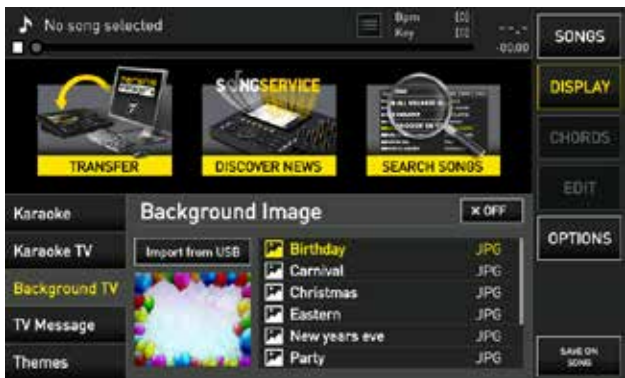 No song selected
Bpm [0]
Key [0]
--.-
-00.00
SONGS
DISPLAY
CHORDS
EDIT
OPTIONS
SAVE ON
SONG
TRANSFER
SONGSERVICE
DISCOVER NEWS
SEARCH SONGS
Karaoke
Karaoke TV
Background TV
TV Message
Themes
Background Image
× OFF
Import from USB
Birthday JPG
Carnival JPG
Christmas JPG
Eastern JPG
New years eve JPG
Party JPG